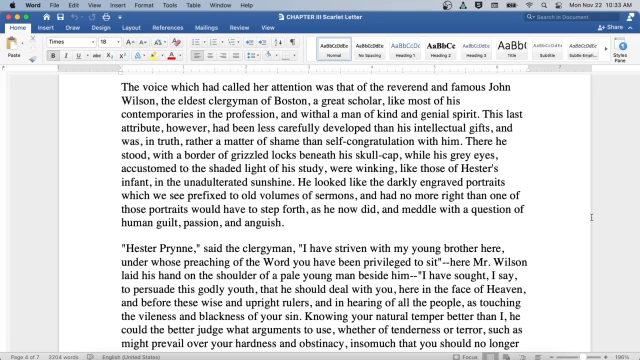 Word File Edit View Insert Format Tools Table Window Help
Mon Nov 22 10:33 AM
CHAPTER III Scarlet Letter
Search in Document
Home Insert Draw Design Layout References Mailings Review View
Share
Paste
Times 18
Normal No Spacing Heading 1 Heading 2 Heading 3 Title Subtitle Subtle Emph...
Styles Pane
The voice which had called her attention was that of the reverend and famous John
Wilson, the eldest clergyman of Boston, a great scholar, like most of his
contemporaries in the profession, and withal a man of kind and genial spirit. This last
attribute, however, had been less carefully developed than his intellectual gifts, and
was, in truth, rather a matter of shame than self-congratulation with him. There he
stood, with a border of grizzled locks beneath his skull-cap, while his grey eyes,
accustomed to the shaded light of his study, were winking, like those of Hester's
infant, in the unadulterated sunshine. He looked like the darkly engraved portraits
which we see prefixed to old volumes of sermons, and had no more right than one of
those portraits would have to step forth, as he now did, and meddle with a question of
human guilt, passion, and anguish.
"Hester Prynne," said the clergyman, "I have striven with my young brother here,
under whose preaching of the Word you have been privileged to sit"--here Mr. Wilson
laid his hand on the shoulder of a pale young man beside him--"I have sought, I say,
to persuade this godly youth, that he should deal with you, here in the face of Heaven,
and before these wise and upright rulers, and in hearing of all the people, as touching
the vileness and blackness of your sin. Knowing your natural temper better than I, he
could the better judge what arguments to use, whether of tenderness or terror, such as
might prevail over your hardness and obstinacy, insomuch that you should no longer
Page 4 of 7 3204 words English (United States)
Focus
196%